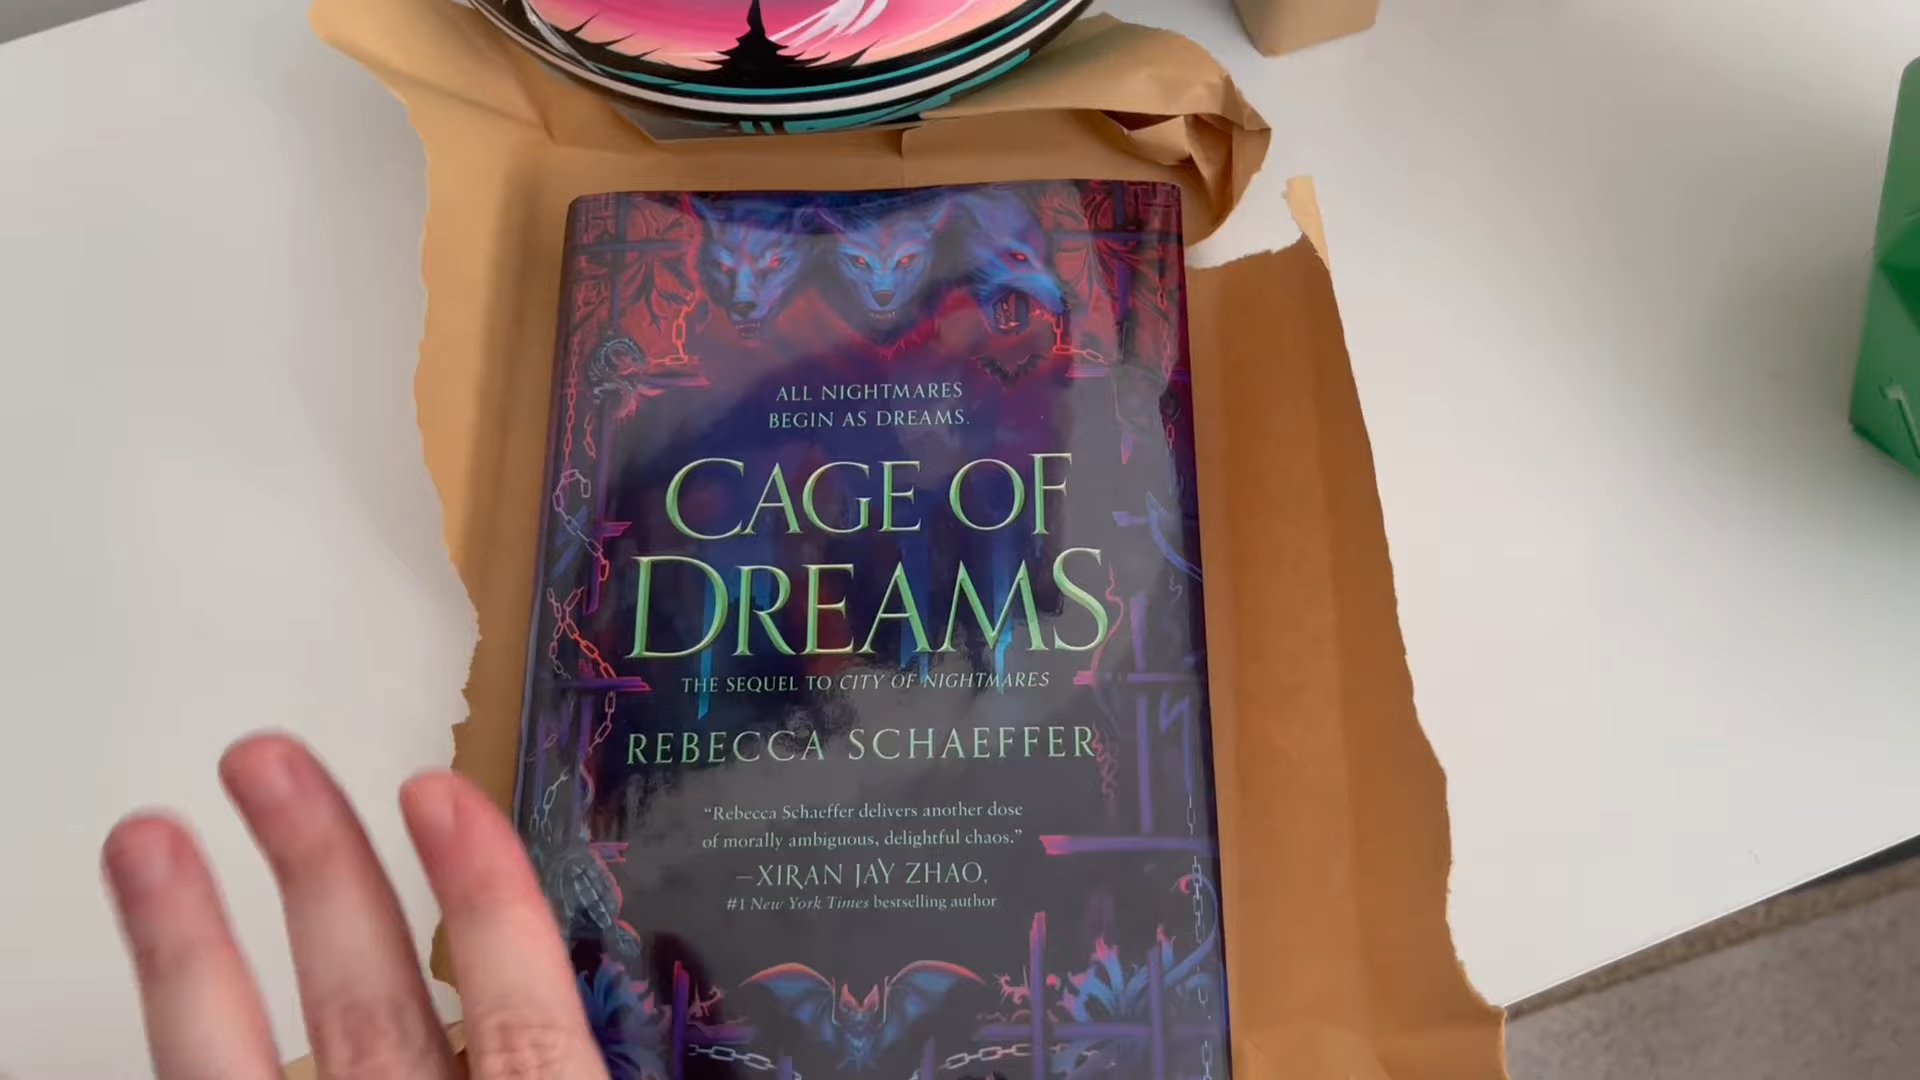 ALL NIGHTMARES
BEGIN AS DREAMS.
CAGE OF
DREAMS
THE SEQUEL TO CITY OF NIGHTMARES
REBECCA SCHAEFFER
“Rebecca Schaeffer delivers another dose
of morally ambiguous, delightful chaos.”
—XIRAN JAY ZHAO,
#1 New York Times bestselling author